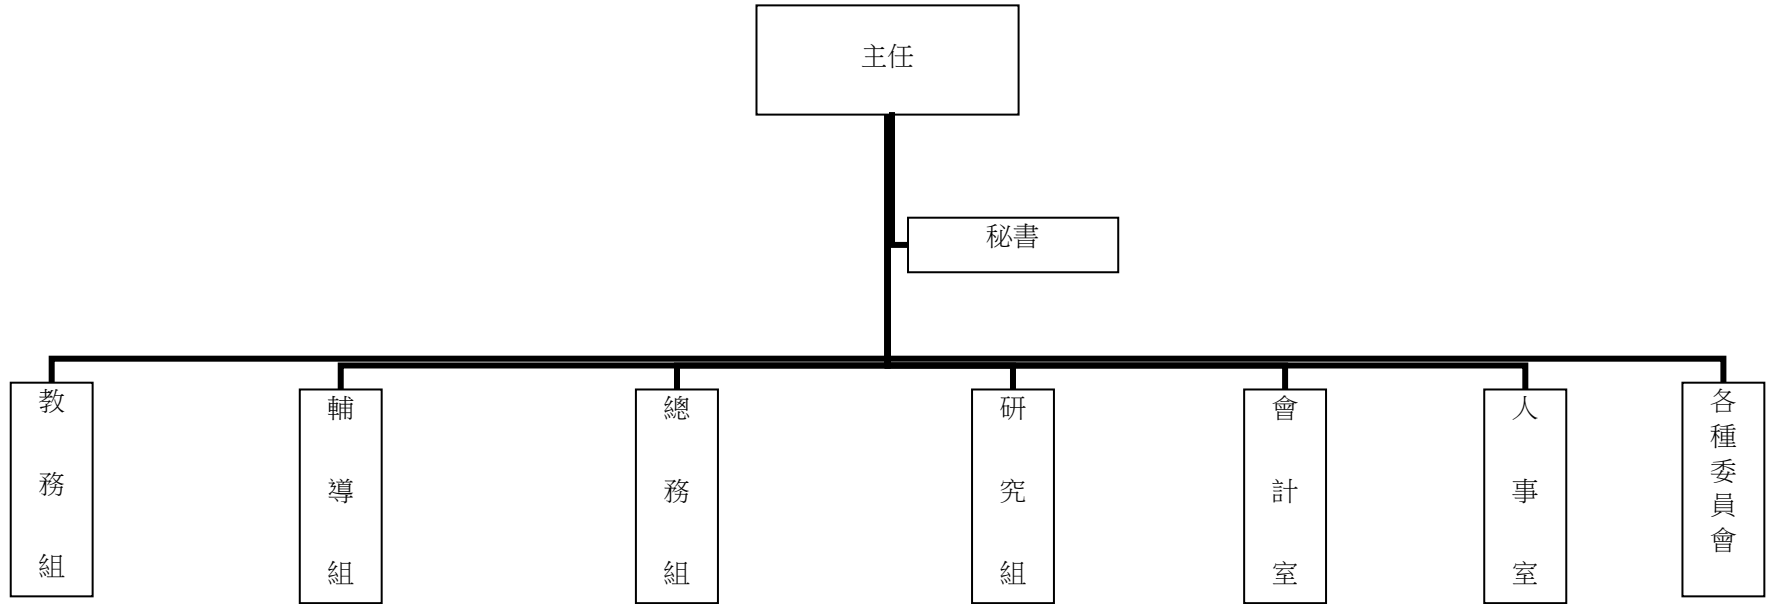 主任
秘書
教務組
輔導組
總務組
研究組
會計室
人事室
各種委員會